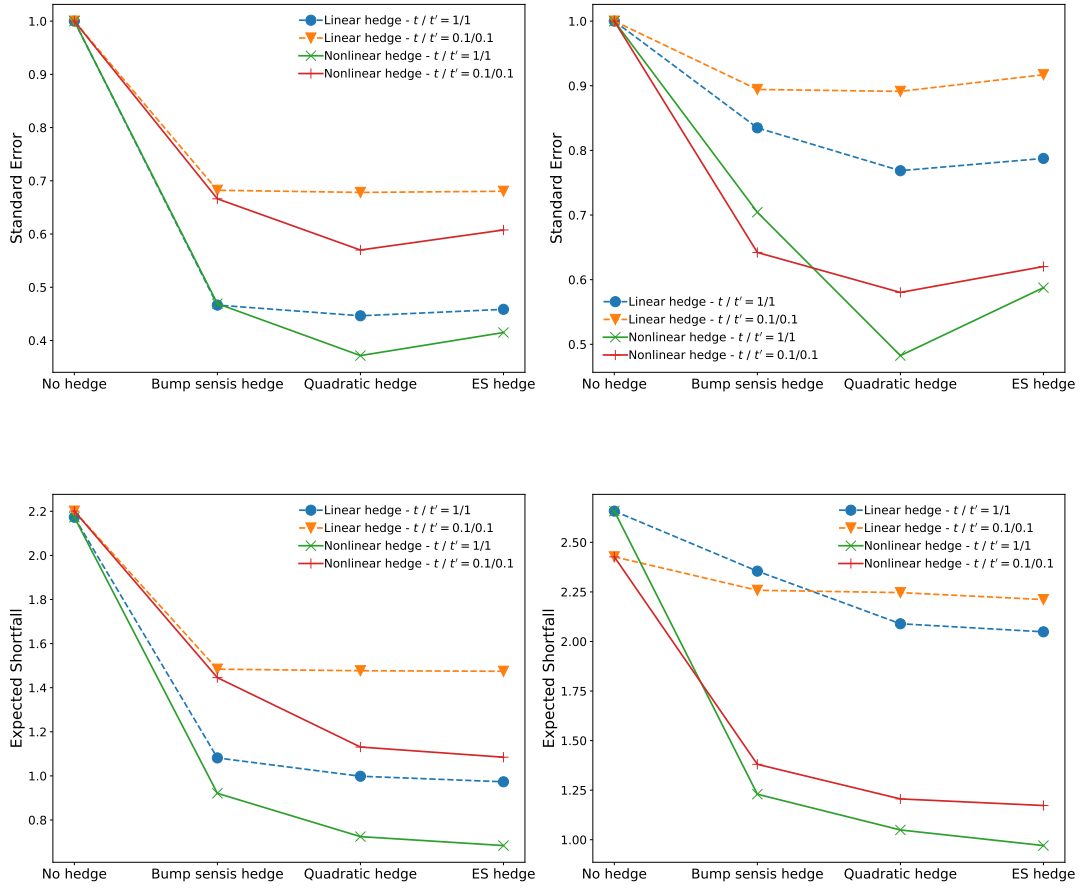 1.0
0.9
0.8
0.7
0.6
0.5
0.4
Standard Error
Linear hedge - t / t′ = 1/1
Linear hedge - t / t′ = 0.1/0.1
Nonlinear hedge - t / t′ = 1/1
Nonlinear hedge - t / t′ = 0.1/0.1
No hedge Bump sensis hedge Quadratic hedge ES hedge
1.0
0.9
0.8
0.7
0.6
0.5
Standard Error
Linear hedge - t / t′ = 1/1
Linear hedge - t / t′ = 0.1/0.1
Nonlinear hedge - t / t′ = 1/1
Nonlinear hedge - t / t′ = 0.1/0.1
No hedge Bump sensis hedge Quadratic hedge ES hedge
2.2
2.0
1.8
1.6
1.4
1.2
1.0
0.8
Expected Shortfall
Linear hedge - t / t′ = 1/1
Linear hedge - t / t′ = 0.1/0.1
Nonlinear hedge - t / t′ = 1/1
Nonlinear hedge - t / t′ = 0.1/0.1
No hedge Bump sensis hedge Quadratic hedge ES hedge
2.50
2.25
2.00
1.75
1.50
1.25
1.00
Expected Shortfall
Linear hedge - t / t′ = 1/1
Linear hedge - t / t′ = 0.1/0.1
Nonlinear hedge - t / t′ = 1/1
Nonlinear hedge - t / t′ = 0.1/0.1
No hedge Bump sensis hedge Quadratic hedge ES hedge